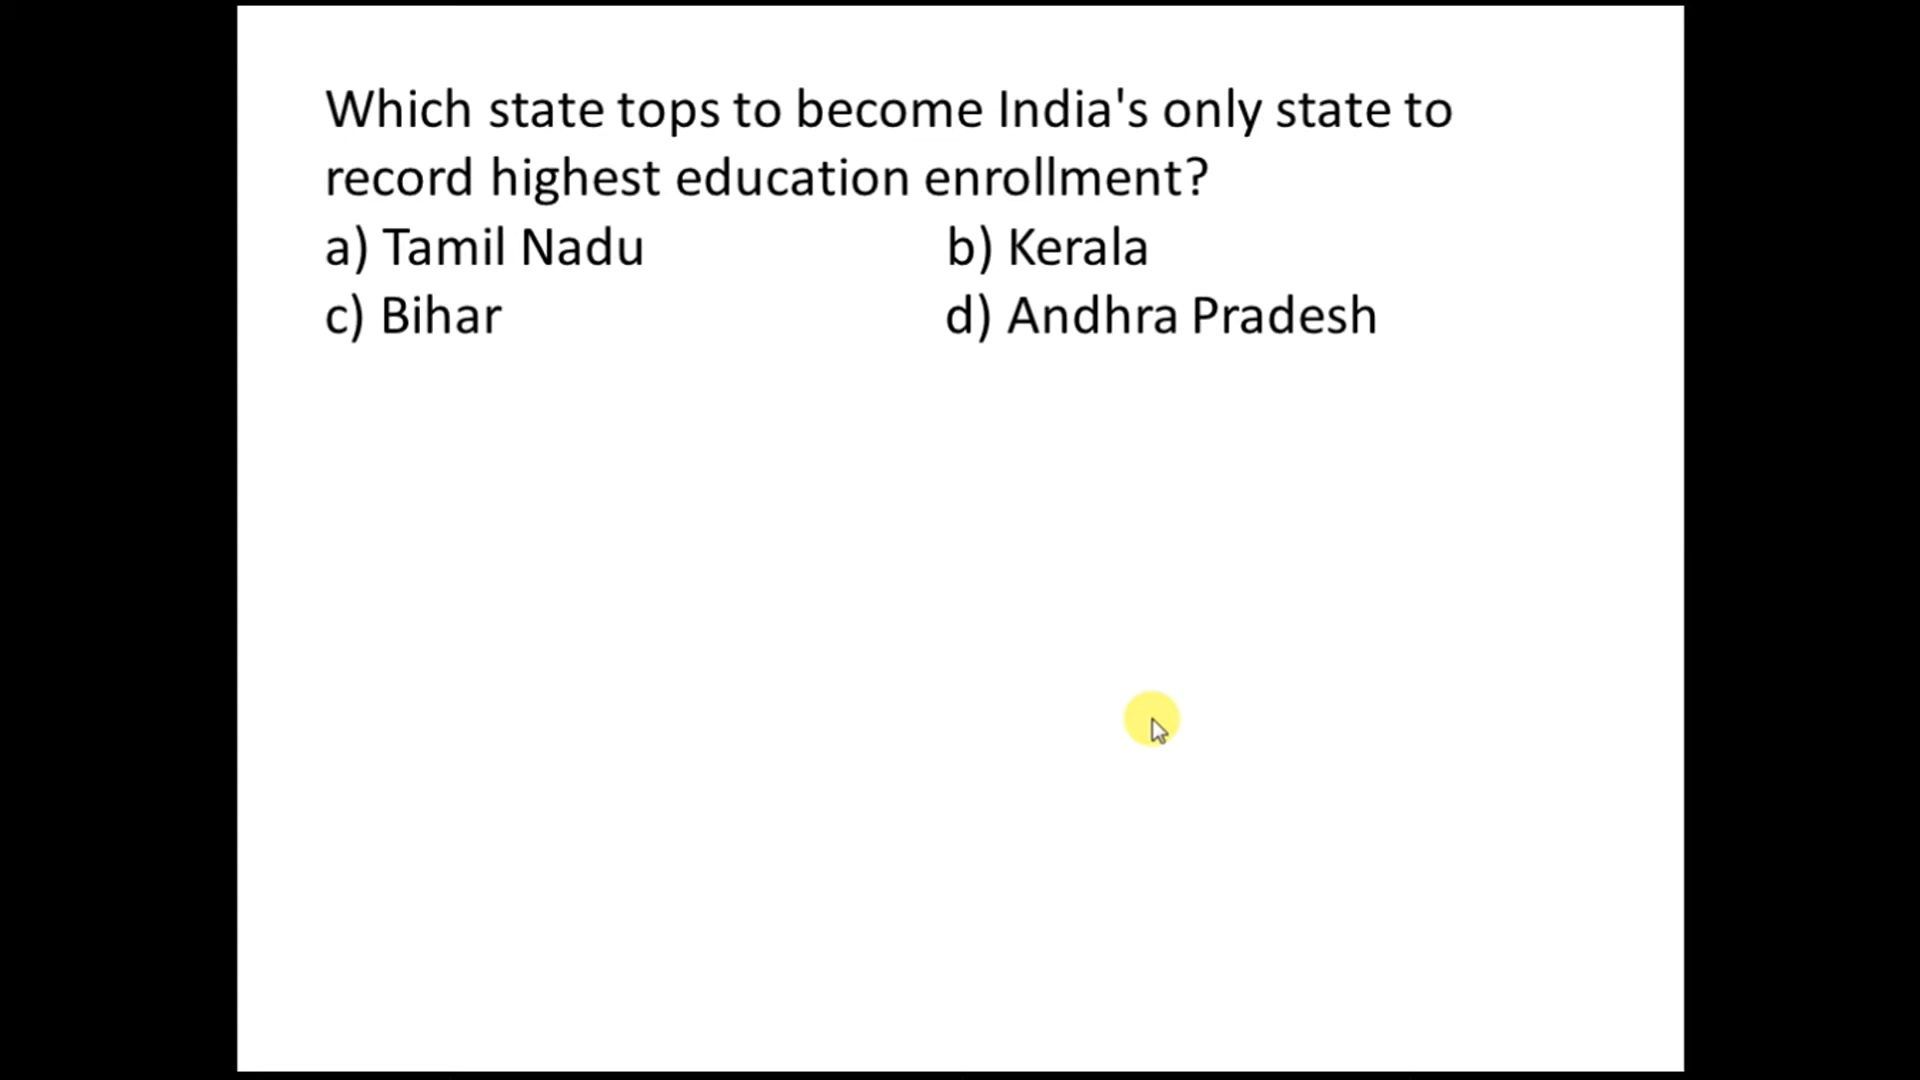 Which state tops to become India's only state to
record highest education enrollment?
a) Tamil Nadu b) Kerala
c) Bihar d) Andhra Pradesh